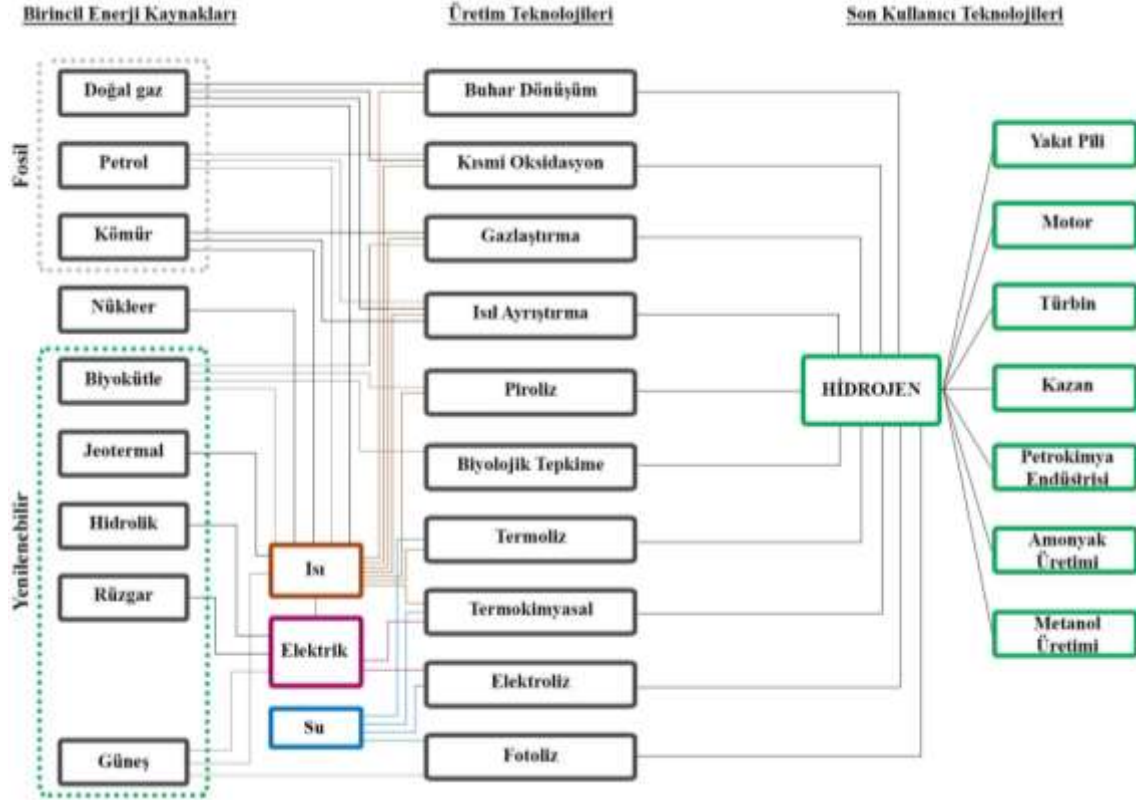 Birincil Enerji Kaynakları
Üretim Teknolojileri
Son Kullanıcı Teknolojileri
Fosil
Doğal gaz
Petrol
Kömür
Nükleer
Yenilenebilir
Biyokütle
Jeotermal
Hidrolik
Rüzgar
Güneş
Isı
Elektrik
Su
Buhar Dönüşüm
Kısmi Oksidasyon
Gazlaştırma
Isıl Ayrıştırma
Piroliz
Biyolojik Tepkime
Termoliz
Termokimyasal
Elektroliz
Fotoliz
HİDROJEN
Yakıt Pili
Motor
Türbin
Kazan
Petrokimya
Endüstrisi
Amonyak
Üretimi
Metanol
Üretimi